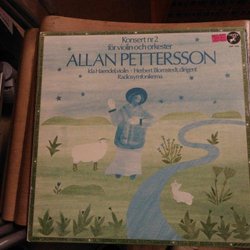 Konsert nr 2
för violin och orkester
ALLAN PETTERSSON
Ida Haendel, violin - Herbert Blomstedt, dirigent
Radiosymfonikerna